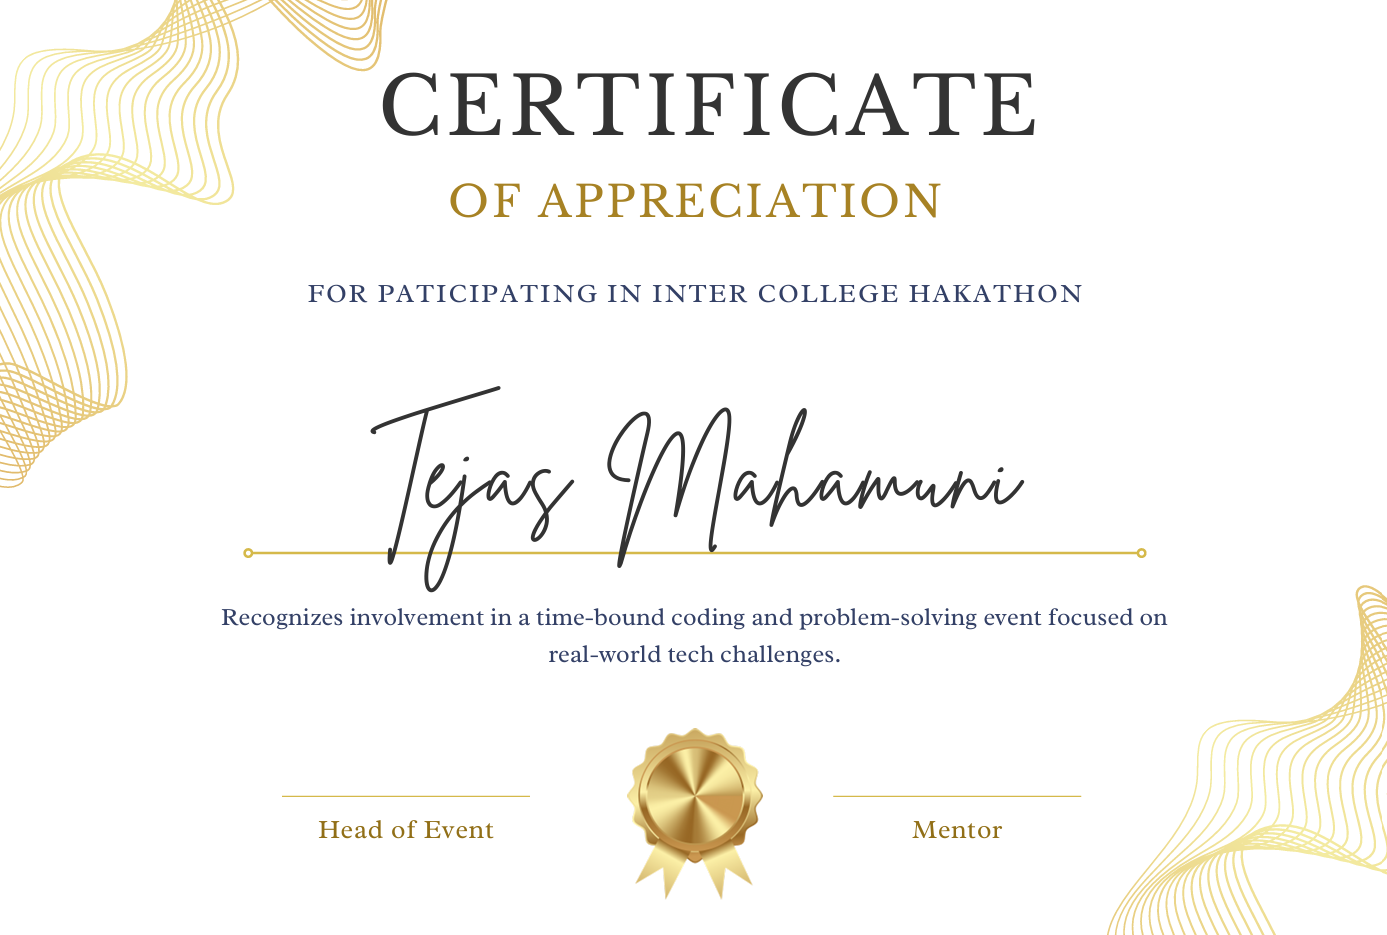 CERTIFICATE
OF APPRECIATION
FOR PATICIPATING IN INTER COLLEGE HAKATHON
Tejas Mahamuni
Recognizes involvement in a time-bound coding and problem-solving event focused on
real-world tech challenges.
Head of Event
Mentor